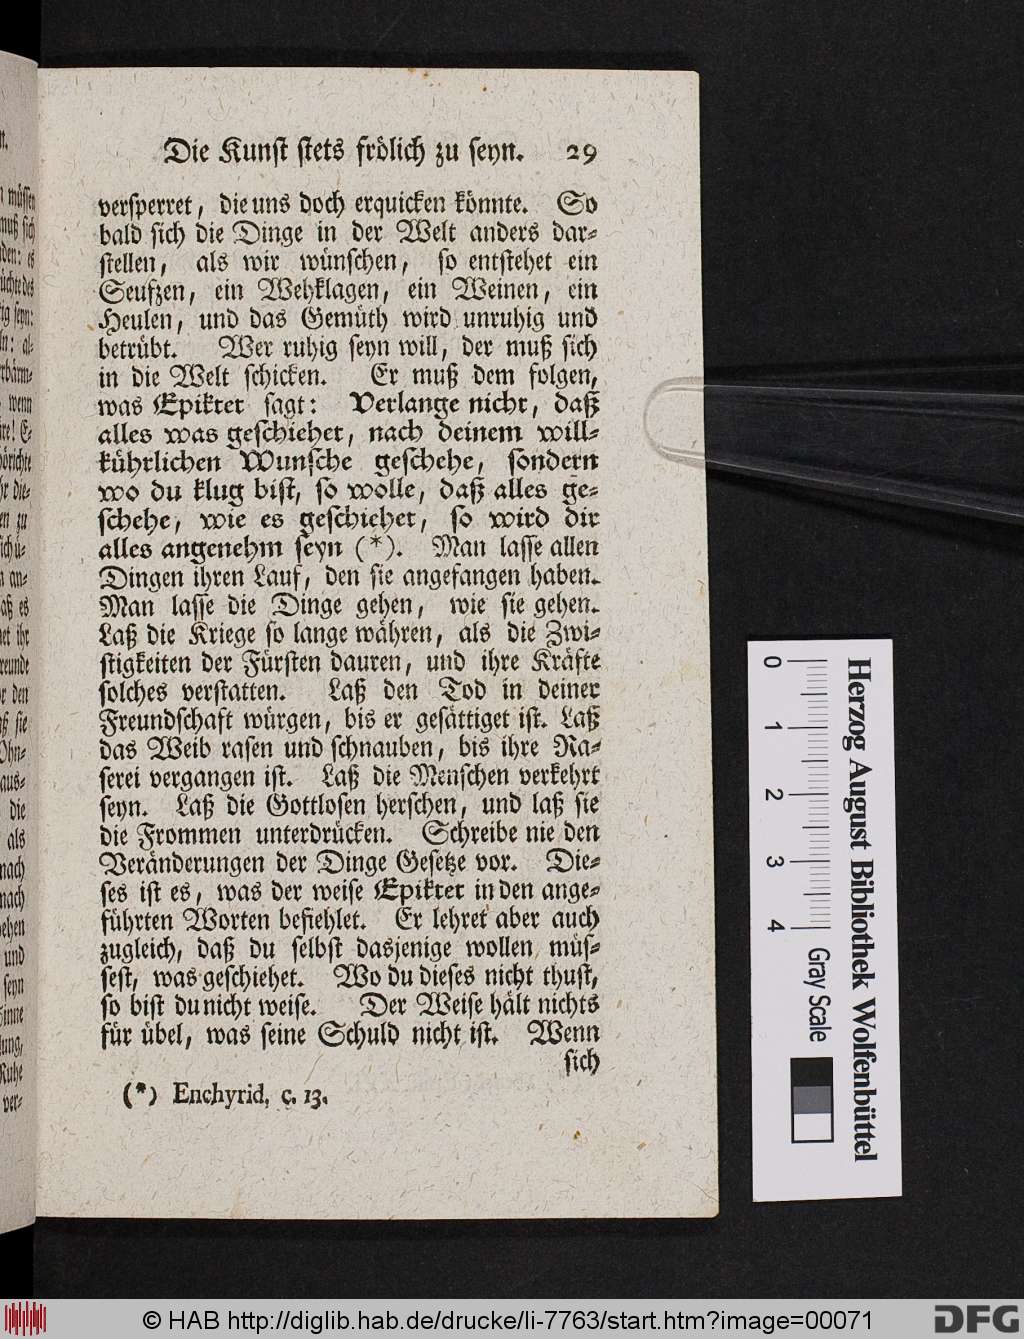 Die Kunst stets frölich zu seyn. 29
versperret, die uns doch erquicken könnte. So
bald sich die Dinge in der Welt anders dar-
stellen, als wir wünschen, so entstehet ein
Seufzen, ein Wehklagen, ein Weinen, ein
Heulen, und das Gemüth wird unruhig und
betrübt. Wer ruhig seyn will, der muß sich
in die Welt schicken. Er muß dem folgen,
was Epiktet sagt: Verlange nicht, daß
alles was geschiehet, nach deinem will-
kührlichen Wunsche geschehe, sondern
wo du klug bist, so wolle, daß alles ge-
schehe, wie es geschiehet, so wird dir
alles angenehm seyn (*). Man lasse allen
Dingen ihren Lauf, den sie angefangen haben.
Man lasse die Dinge gehen, wie sie gehen.
Laß die Kriege so lange währen, als die Zwi-
stigkeiten der Fürsten dauren, und ihre Kräfte
solches verstatten. Laß den Tod in deiner
Freundschaft würgen, bis er gesättiget ist. Laß
das Weib rasen und schnauben, bis ihre Ra-
serei vergangen ist. Laß die Menschen verkehrt
seyn. Laß die Gottlosen herschen, und laß sie
die Frommen unterdrücken. Schreibe nie den
Veränderungen der Dinge Gesetze vor. Die-
ses ist es, was der weise Epiktet in den ange-
führten Worten befiehlet. Er lehret aber auch
zugleich, daß du selbst dasjenige wollen müs-
sest, was geschiehet. Wo du dieses nicht thust,
so bist du nicht weise. Der Weise hält nichts
für übel, was seine Schuld nicht ist. Wenn
sich
(*) Enchyrid. c. 13.
0 1 2 3 4 Gray Scale
Herzog August Bibliothek Wolfenbüttel
© HAB http://diglib.hab.de/drucke/li-7763/start.htm?image=00071
DFG